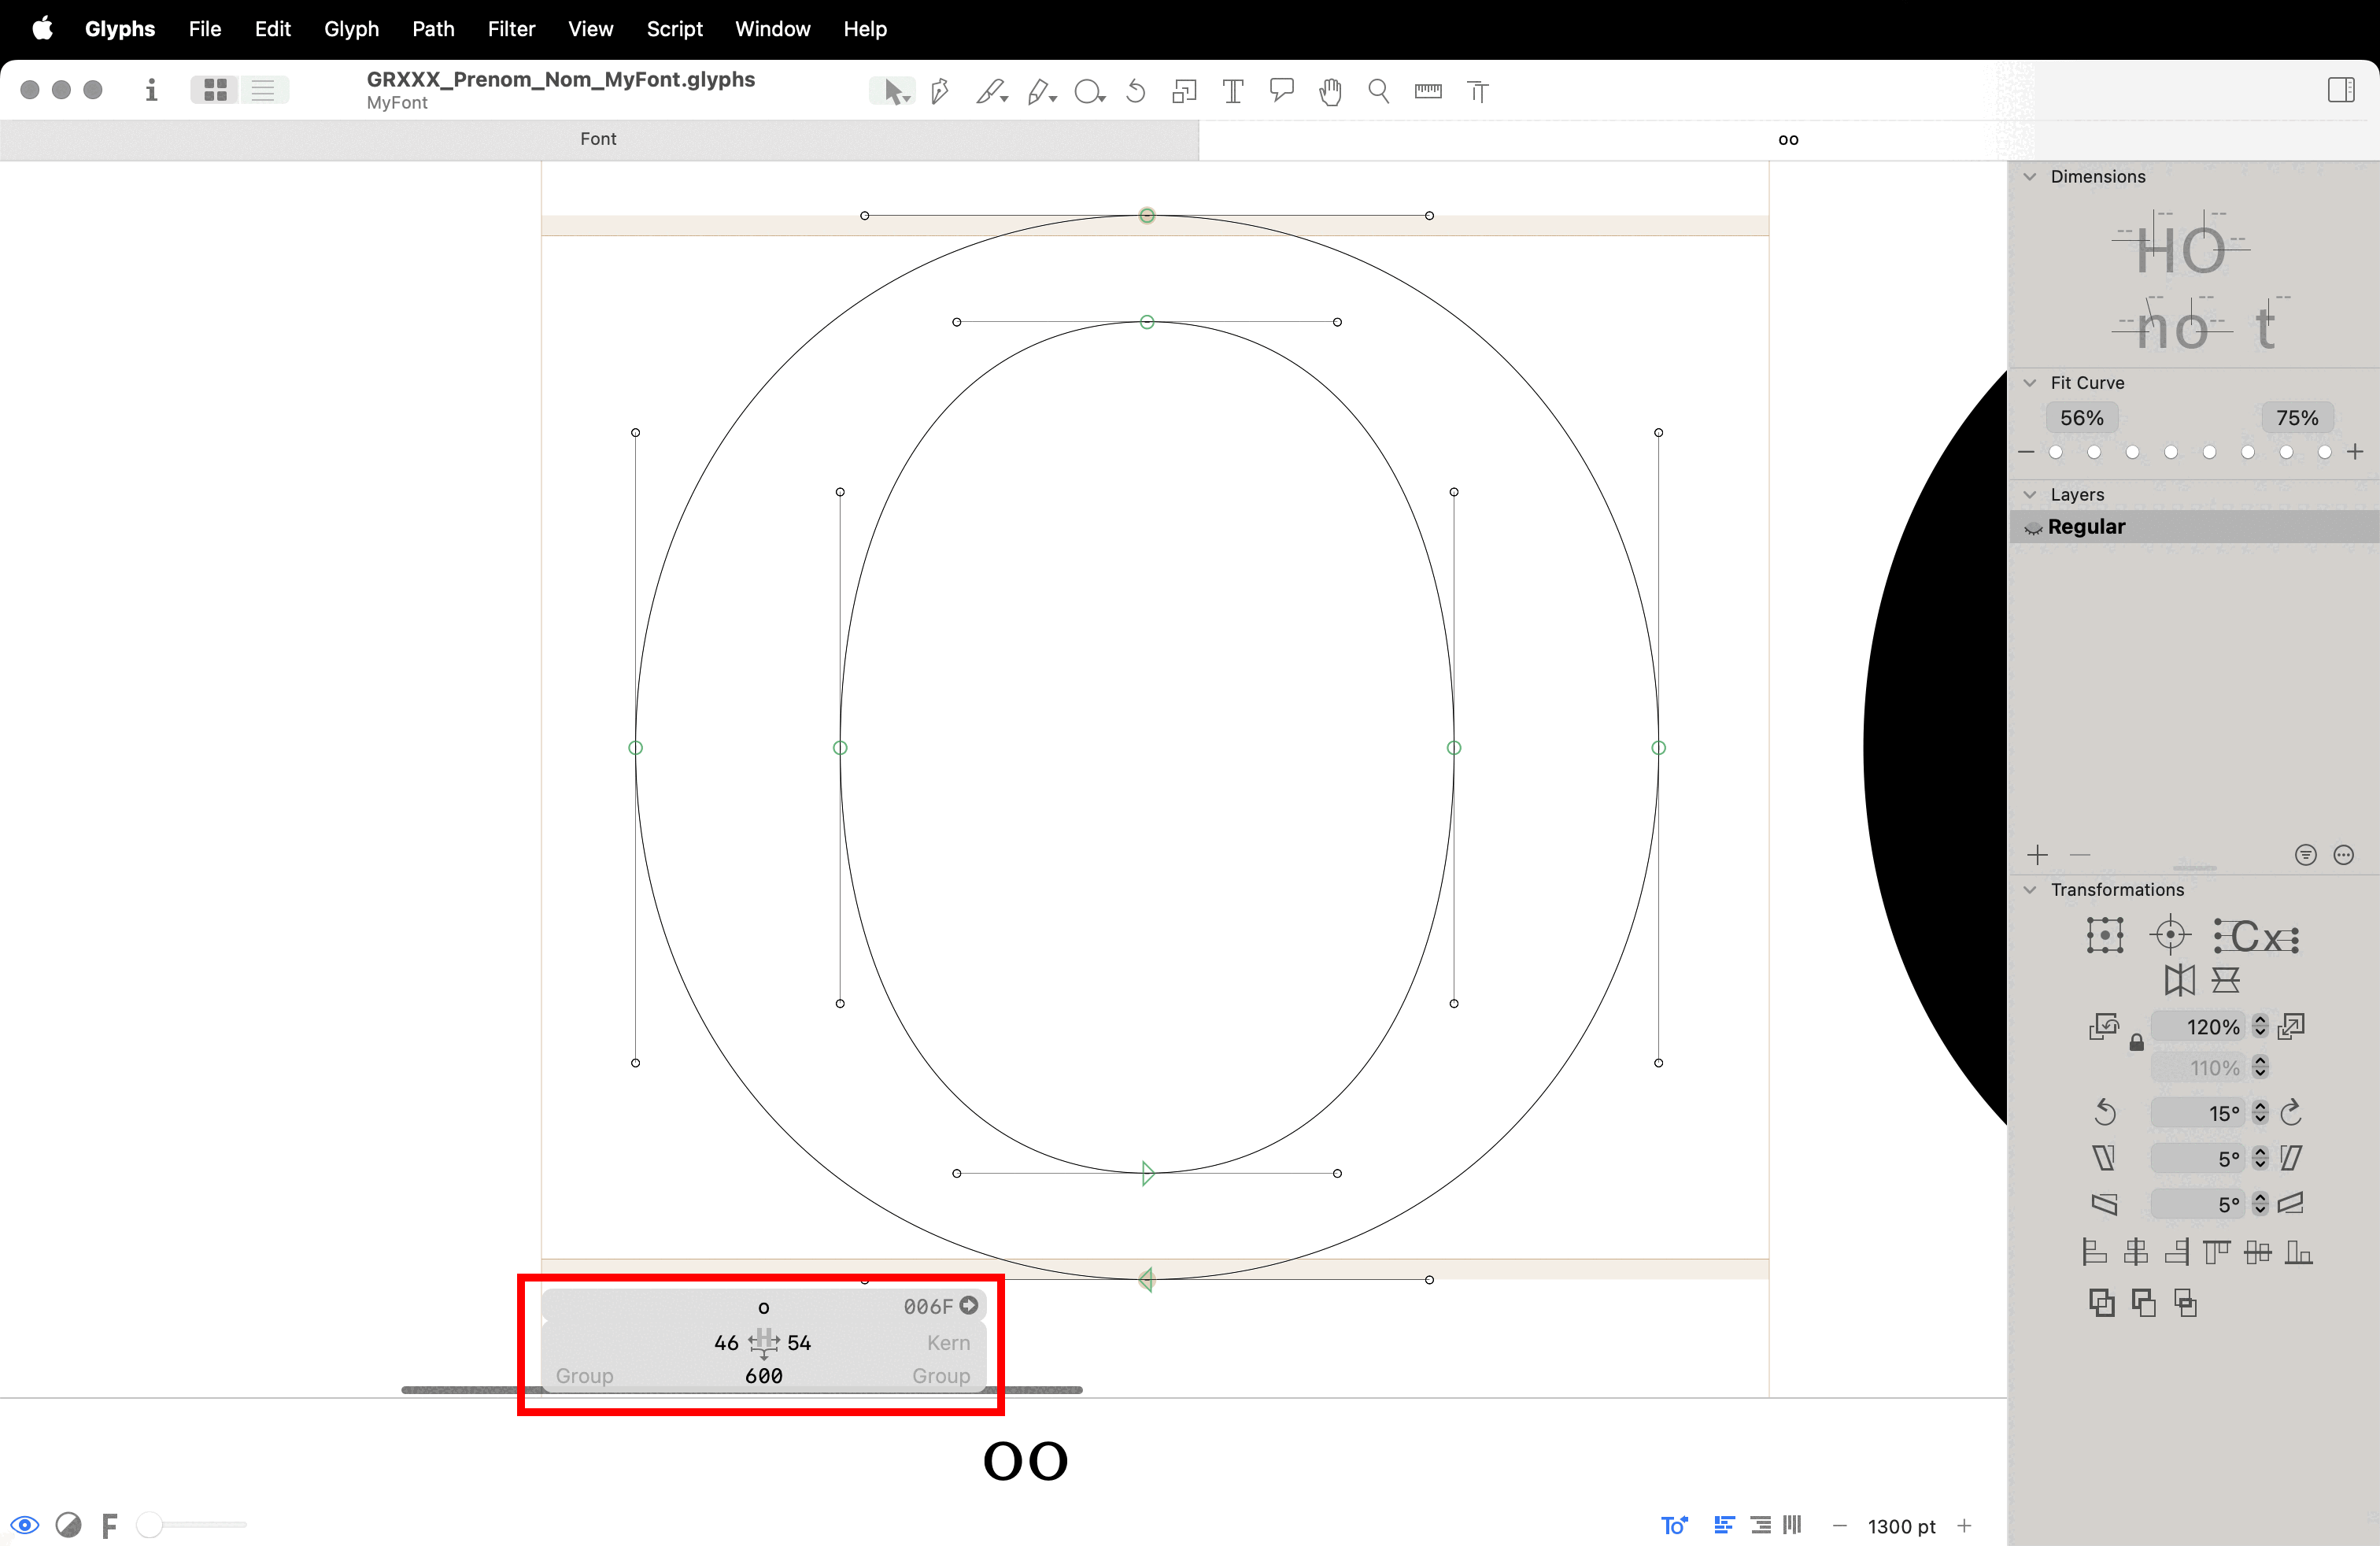 Glyphs File Edit Glyph Path Filter View Script Window Help
GRXXX_Prenom_Nom_MyFont.glyphs
MyFont
Font
oo
Dimensions
HO
no t
Fit Curve
56% 75%
Layers
Regular
Transformations
Cx
120%
110%
15°
5°
5°
o 006F
46 H 54 Kern
Group 600 Group
oo
F
To
1300 pt